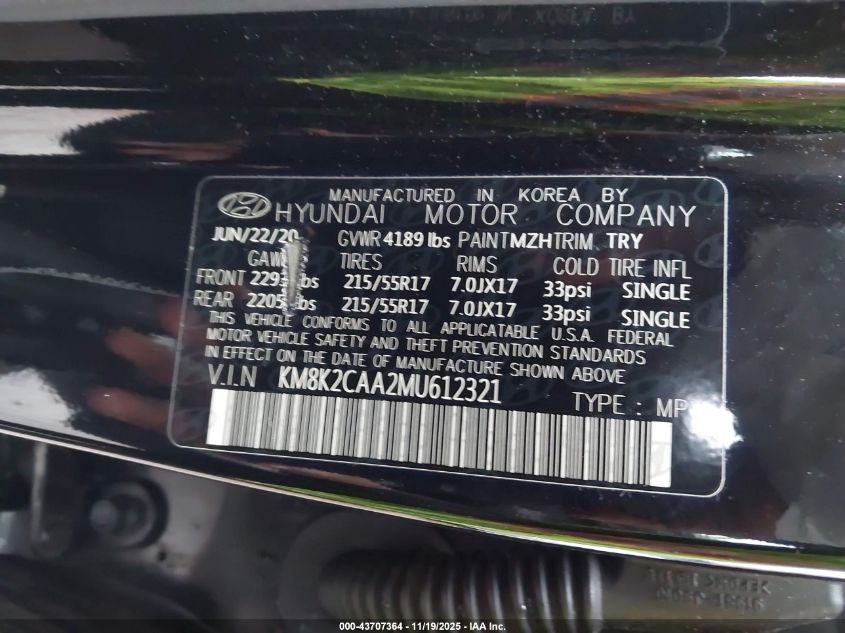 MANUFACTURED IN KOREA BY
HYUNDAI MOTOR COMPANY
JUN/22/20 GVWR 4189 lbs PAINT MZH TRIM TRY
TIRES RIMS COLD TIRE INFL
FRONT 215/55R17 7.0JX17 33psi SINGLE
REAR 215/55R17 7.0JX17 33psi SINGLE
THIS VEHICLE CONFORMS TO ALL APPLICATABLE U.S.A. FEDERAL
MOTOR VEHICLE SAFETY AND THEFT PREVENTION STANDARDS
IN EFFECT ON THE DATE OF MANUFACTURE SHOWN ABOVE
V.I.N KM8K2CAA2MU612321 TYPE : MP
000-43707364 - 11/19/2025 - IAA Inc.